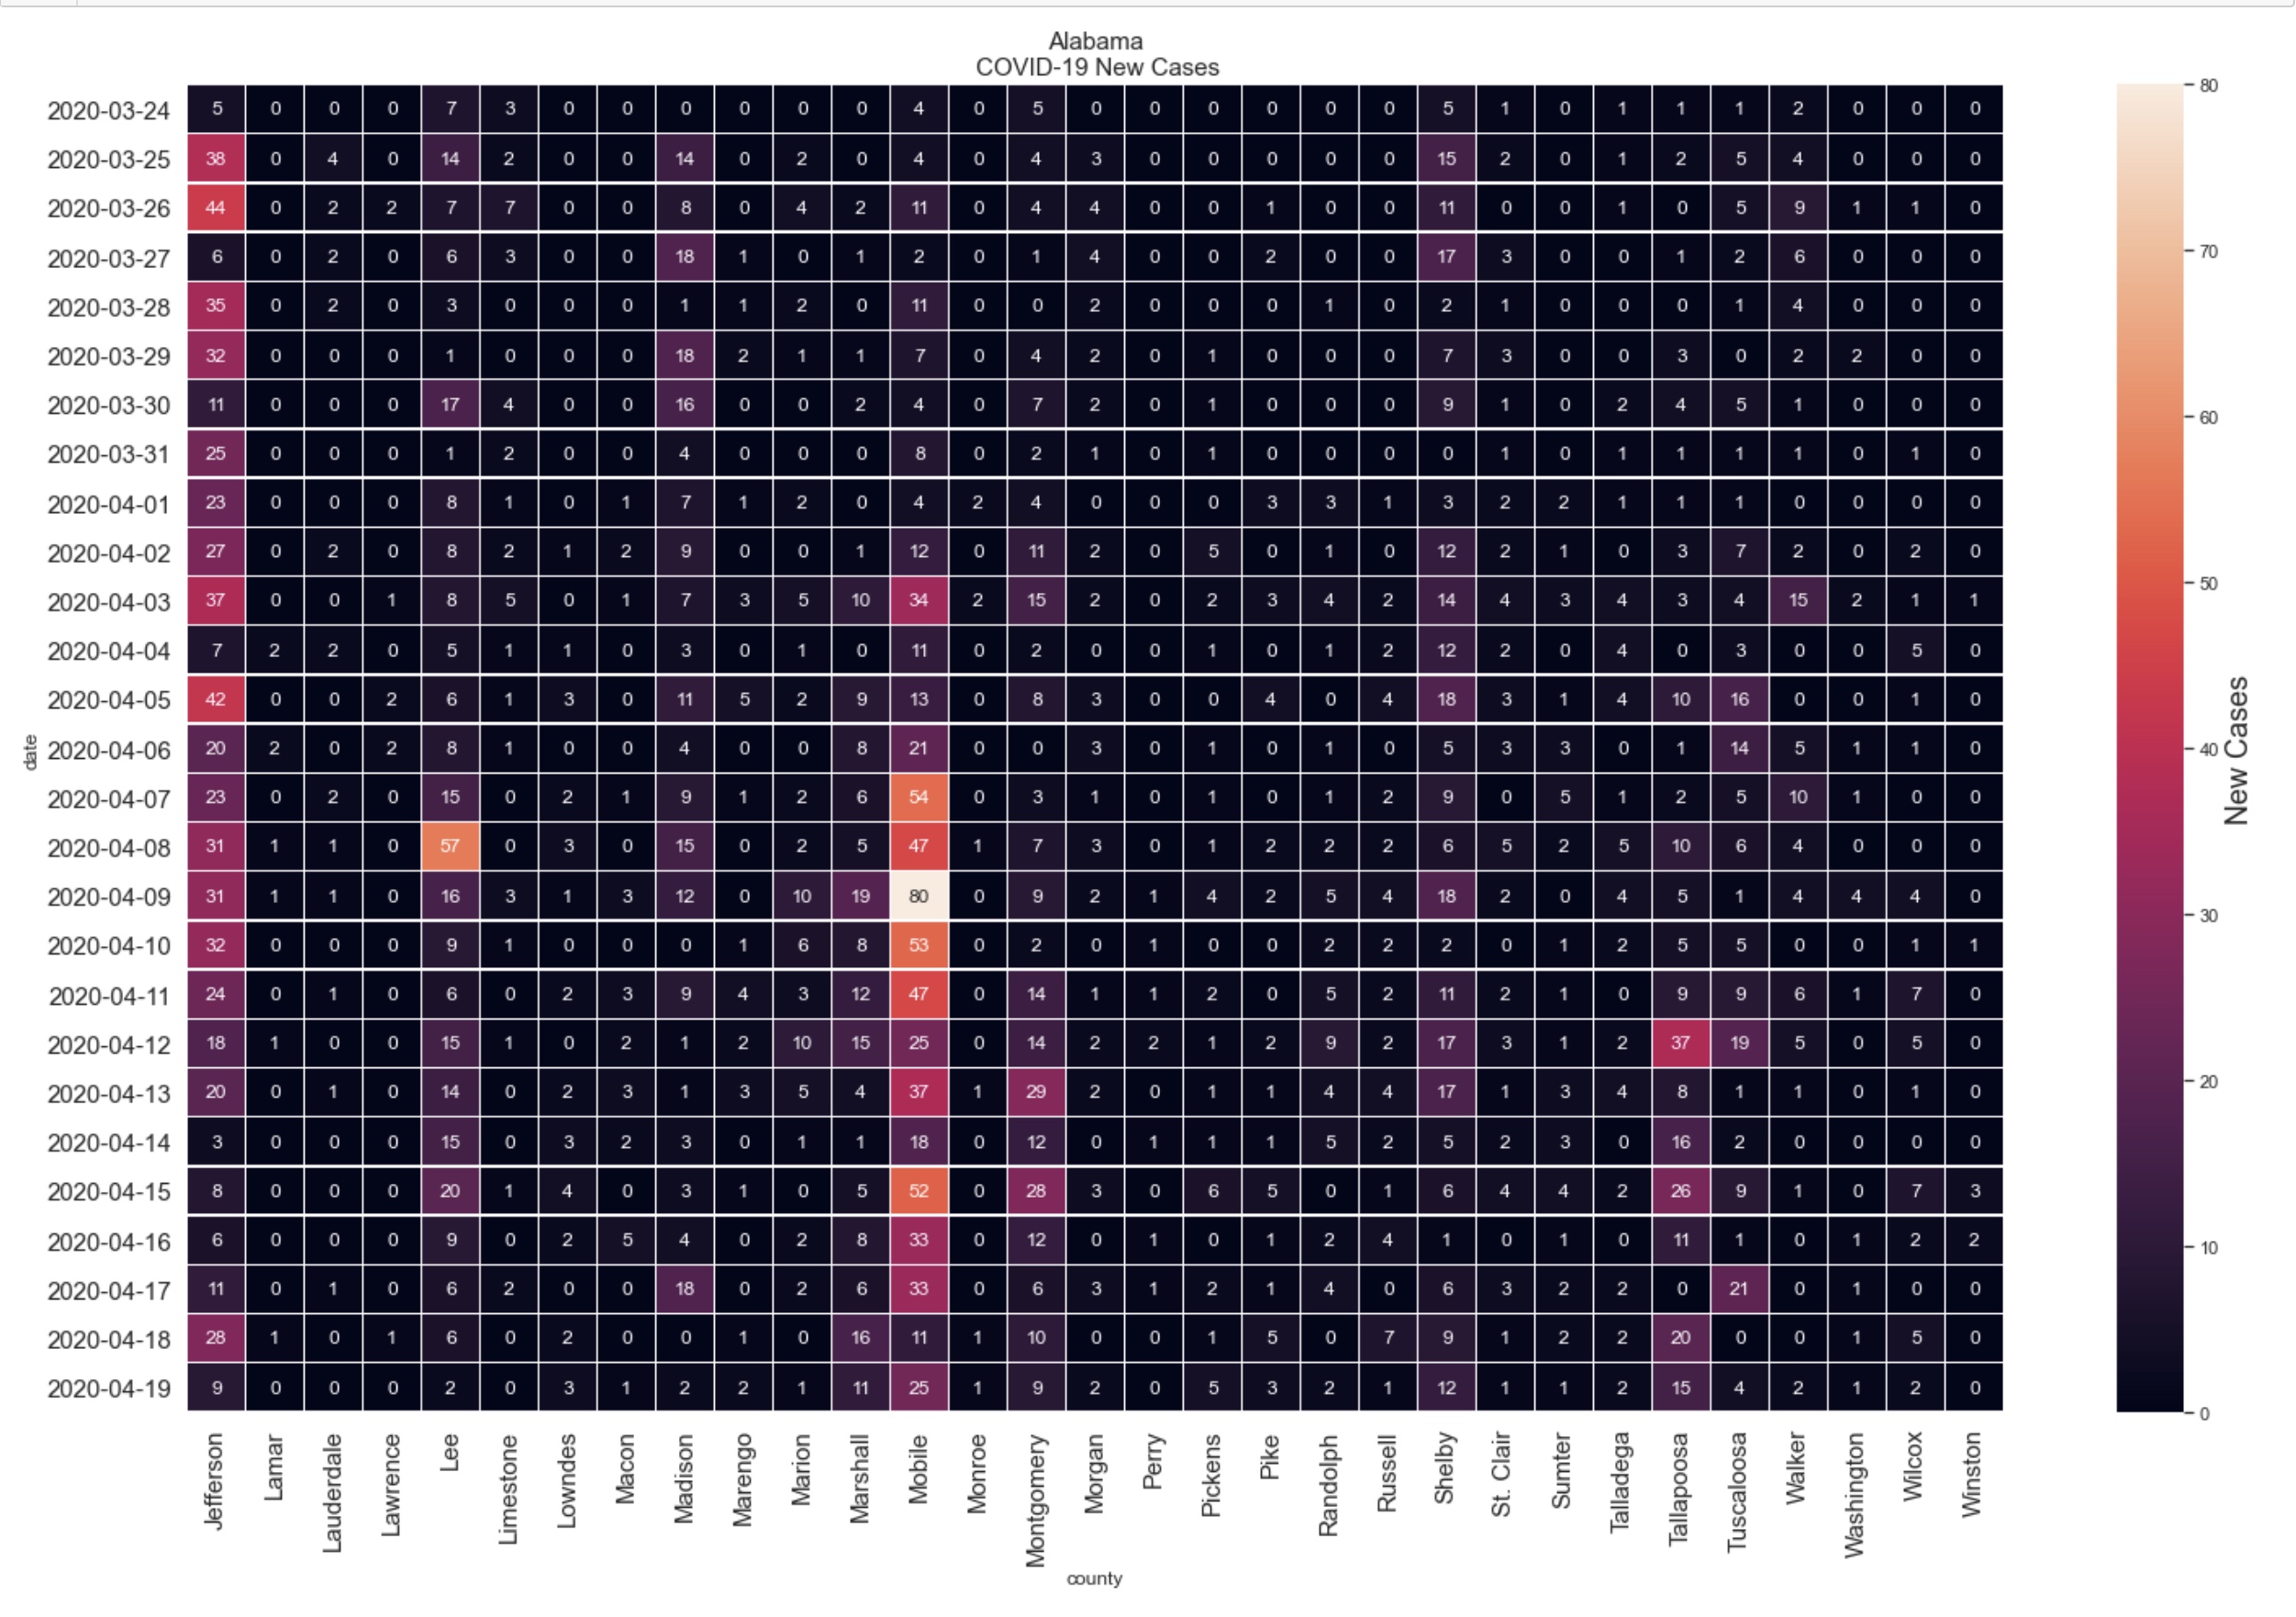 Alabama
COVID-19 New Cases
2020-03-24 5 0 0 0 7 3 0 0 0 0 0 0 4 0 5 0 0 0 0 0 0 5 1 0 1 1 1 2 0 0 0
2020-03-25 38 0 4 0 14 2 0 0 14 0 2 0 4 0 4 3 0 0 0 0 0 15 2 0 1 2 5 4 0 0 0
2020-03-26 44 0 2 2 7 7 0 0 8 0 4 2 11 0 4 4 0 0 1 0 0 11 0 0 1 0 5 9 1 1 0
2020-03-27 6 0 2 0 6 3 0 0 18 1 0 1 2 0 1 4 0 0 2 0 0 17 3 0 0 1 2 6 0 0 0
2020-03-28 35 0 2 0 3 0 0 0 1 1 2 0 11 0 0 2 0 0 0 1 0 2 1 0 0 0 1 4 0 0 0
2020-03-29 32 0 0 0 1 0 0 0 18 2 1 1 7 0 4 2 0 1 0 0 0 7 3 0 0 3 0 2 2 0 0
2020-03-30 11 0 0 0 17 4 0 0 16 0 0 2 4 0 7 2 0 1 0 0 0 9 1 0 2 4 5 1 0 0 0
2020-03-31 25 0 0 0 1 2 0 0 4 0 0 0 8 0 2 1 0 1 0 0 0 0 1 0 1 1 1 1 0 1 0
2020-04-01 23 0 0 0 8 1 0 1 7 1 2 0 4 2 4 0 0 0 3 3 1 3 2 2 1 1 1 0 0 0 0
2020-04-02 27 0 2 0 8 2 1 2 9 0 0 1 12 0 11 2 0 5 0 1 0 12 2 1 0 3 7 2 0 2 0
2020-04-03 37 0 0 1 8 5 0 1 7 3 5 10 34 2 15 2 0 2 3 4 2 14 4 3 4 3 4 15 2 1 1
2020-04-04 7 2 2 0 5 1 1 0 3 0 1 0 11 0 2 0 0 1 0 1 2 12 2 0 4 0 3 0 0 5 0
2020-04-05 42 0 0 2 6 1 3 0 11 5 2 9 13 0 8 3 0 0 4 0 4 18 3 1 4 10 16 0 0 1 0
2020-04-06 20 2 0 2 8 1 0 0 4 0 0 8 21 0 0 3 0 1 0 1 0 5 3 3 0 1 14 5 1 1 0
2020-04-07 23 0 2 0 15 0 2 1 9 1 2 6 54 0 3 1 0 1 0 1 2 9 0 5 1 2 5 10 1 0 0
2020-04-08 31 1 1 0 57 0 3 0 15 0 2 5 47 1 7 3 0 1 2 2 2 6 5 2 5 10 6 4 0 0 0
2020-04-09 31 1 1 0 16 3 1 3 12 0 10 19 80 0 9 2 1 4 2 5 4 18 2 0 4 5 1 4 4 4 0
2020-04-10 32 0 0 0 9 1 0 0 0 1 6 8 53 0 2 0 1 0 0 2 2 2 0 1 2 5 5 0 0 1 1
2020-04-11 24 0 1 0 6 0 2 3 9 4 3 12 47 0 14 1 1 2 0 5 2 11 2 1 0 9 9 6 1 7 0
2020-04-12 18 1 0 0 15 1 0 2 1 2 10 15 25 0 14 2 2 1 2 9 2 17 3 1 2 37 19 5 0 5 0
2020-04-13 20 0 1 0 14 0 2 3 1 3 5 4 37 1 29 2 0 1 1 4 4 17 1 3 4 8 1 1 0 1 0
2020-04-14 3 0 0 0 15 0 3 2 3 0 1 1 18 0 12 0 1 1 1 5 2 5 2 3 0 16 2 0 0 0 0
2020-04-15 8 0 0 0 20 1 4 0 3 1 0 5 52 0 28 3 0 6 5 0 1 6 4 4 2 26 9 1 0 7 3
2020-04-16 6 0 0 0 9 0 2 5 4 0 2 8 33 0 12 0 1 0 1 2 4 1 0 1 0 11 1 0 1 2 2
2020-04-17 11 0 1 0 6 2 0 0 18 0 2 6 33 0 6 3 1 2 1 4 0 6 3 2 2 0 21 0 1 0 0
2020-04-18 28 1 0 1 6 0 2 0 0 1 0 16 11 1 10 0 0 1 5 0 7 9 1 2 2 20 0 0 1 5 0
2020-04-19 9 0 0 0 2 0 3 1 2 2 1 11 25 1 9 2 0 5 3 2 1 12 1 1 2 15 4 2 1 2 0
date
Jefferson Lamar Lauderdale Lawrence Lee Limestone Lowndes Macon Madison Marengo Marion Marshall Mobile Monroe Montgomery Morgan Perry Pickens Pike Randolph Russell Shelby St. Clair Sumter Talladega Tallapoosa Tuscaloosa Walker Washington Wilcox Winston
county
80
70
60
50
40
30
20
10
0
New Cases